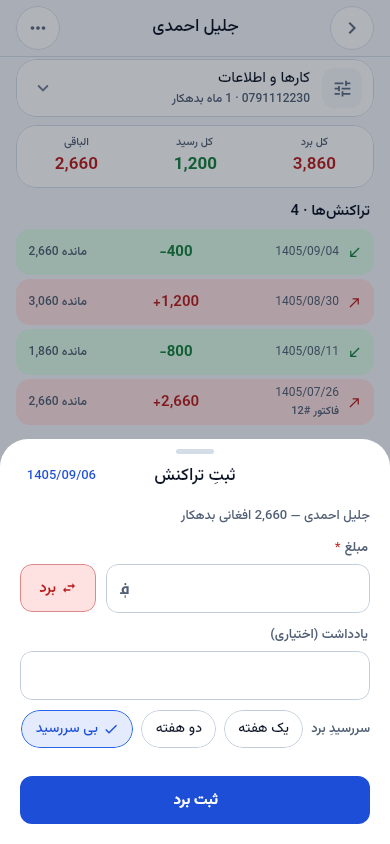 جلیل احمدی
کارها و اطلاعات
0791112230 · 1 ماه بدهکار
کل برد
کل رسید
الباقی
3,860
1,200
2,660
تراکنش‌ها · 4
1405/09/04
−400
مانده 2,660
1405/08/30
+1,200
مانده 3,060
1405/08/11
−800
مانده 1,860
1405/07/26
فاکتور #12
+2,660
مانده 2,660
ثبتِ تراکنش
1405/09/06
جلیل احمدی — 2,660 افغانی بدهکار
مبلغ *
؋
برد
یادداشت (اختیاری)
سررسیدِ برد
یک هفته
دو هفته
بی سررسید
ثبت برد